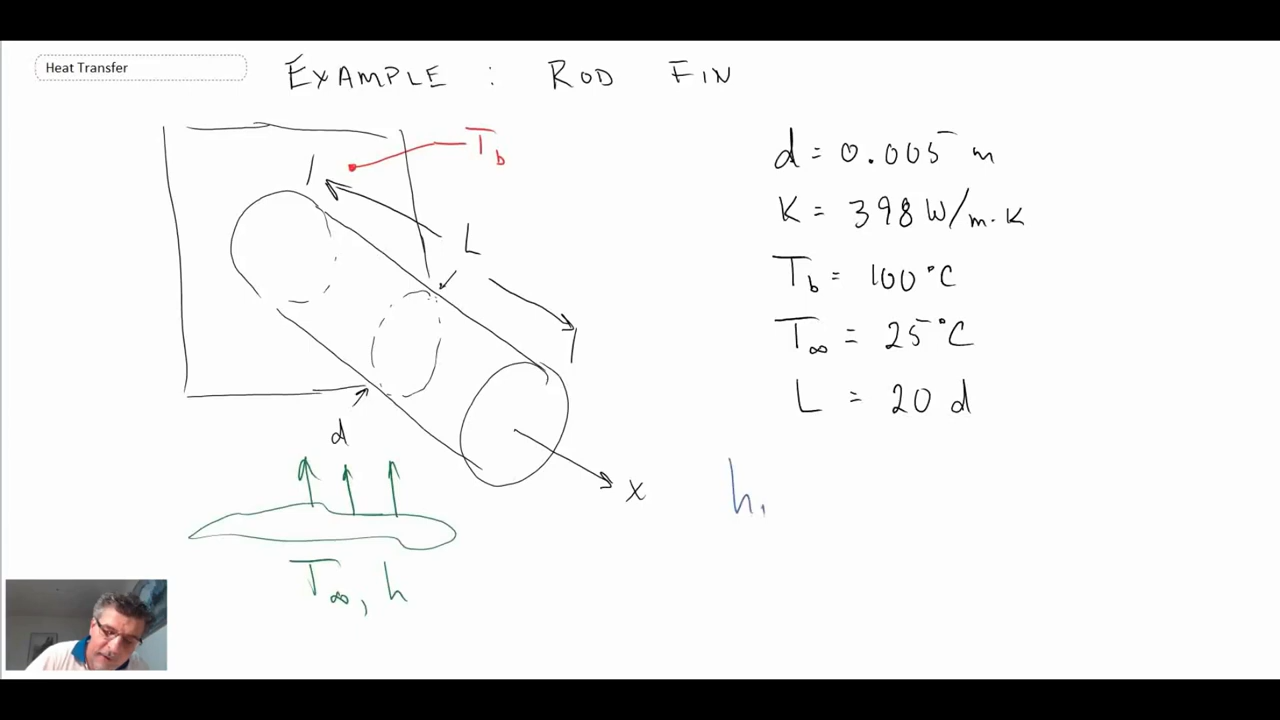 Heat Transfer
EXAMPLE : ROD FIN
T_b
L
d
x
T_∞, h
d = 0.005 m
K = 398 W/m·K
T_b = 100°C
T_∞ = 25°C
L = 20 d
h,